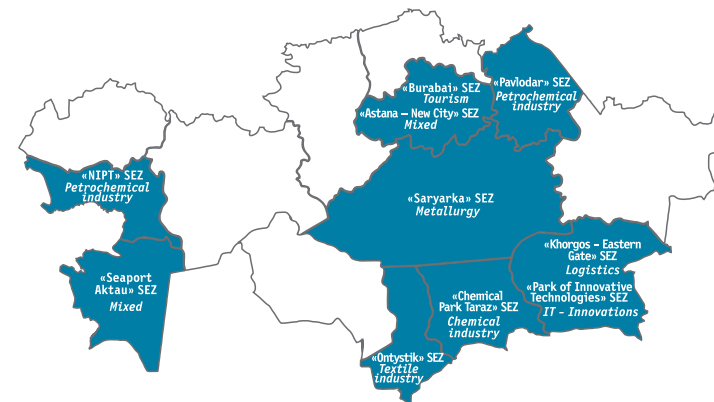 «Burabai» SEZ
Tourism
«Astana – New City» SEZ
Mixed
«Pavlodar» SEZ
Petrochemical
industry
«NIPT» SEZ
Petrochemical
industry
«Saryarka» SEZ
Metallurgy
«Seaport
Aktau» SEZ
Mixed
«Khorgos – Eastern
Gate» SEZ
Logistics
«Park of Innovative
Technologies» SEZ
IT - Innovations
«Chemical
Park Taraz» SEZ
Chemical
industry
«Ontystik» SEZ
Textile
industry